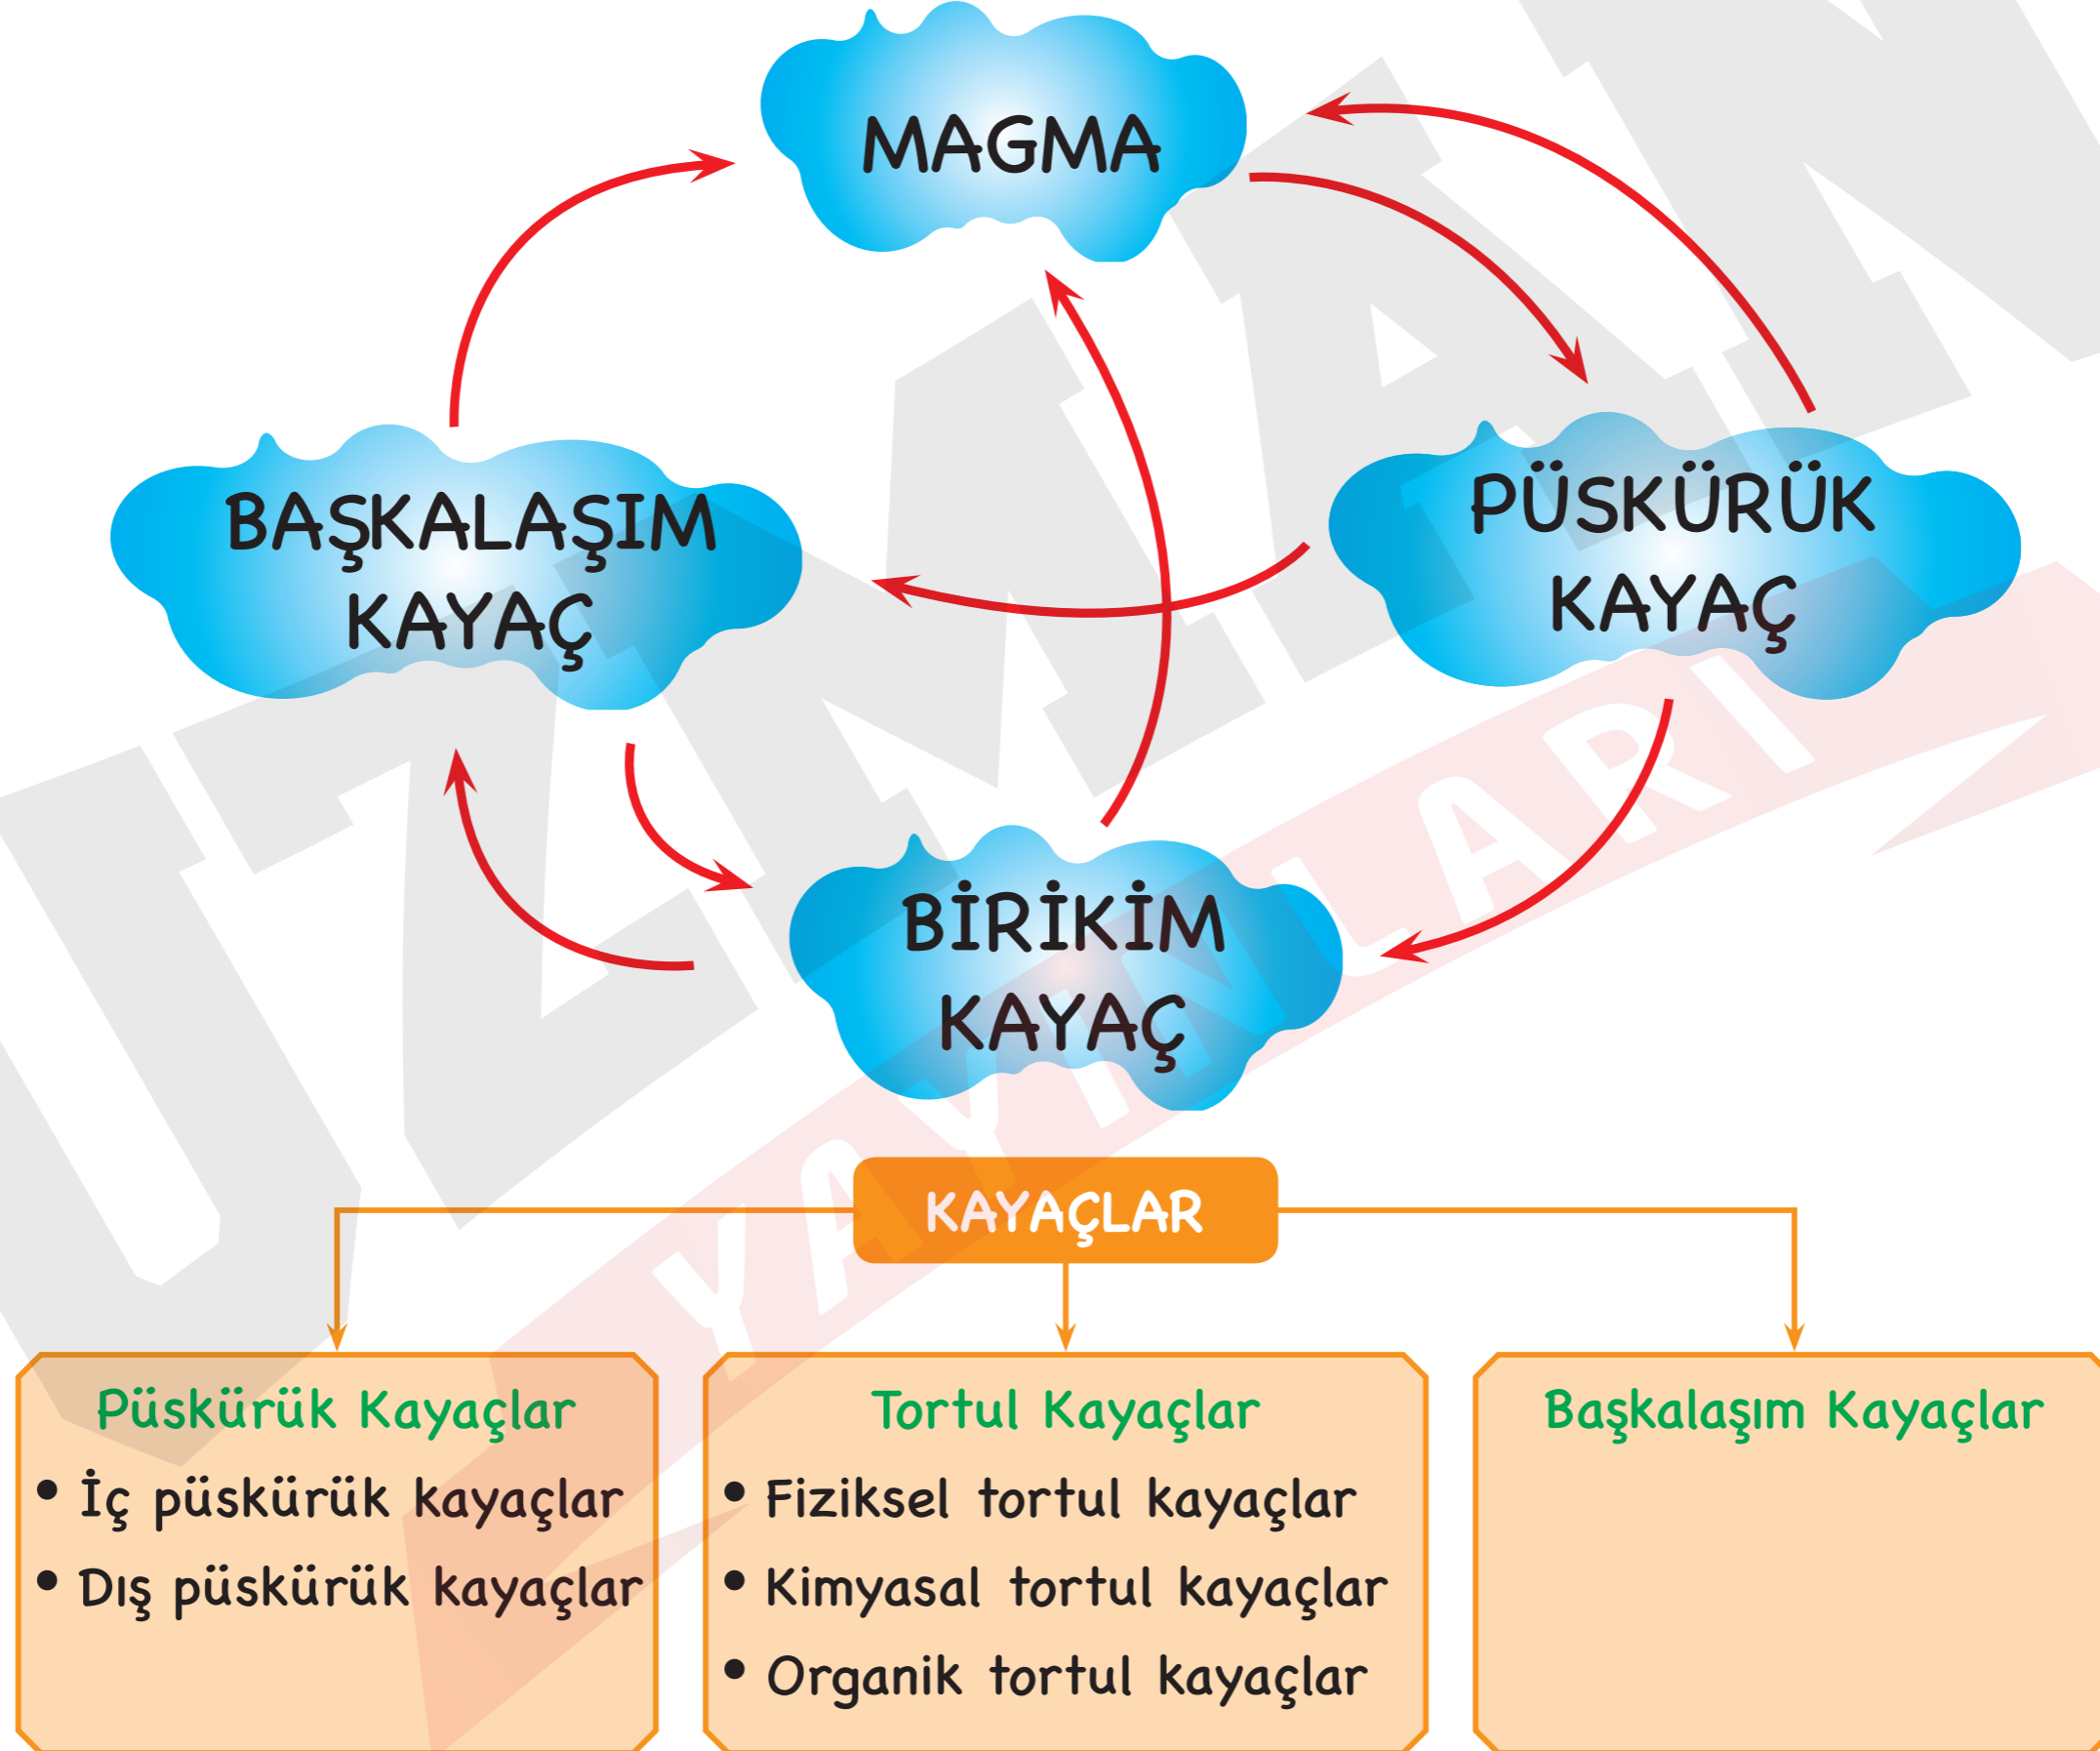 MAGMA
BAŞKALAŞIM
KAYAÇ
PÜSKÜRÜK
KAYAÇ
BİRİKİM
KAYAÇ
KAYAÇLAR
Püskürük Kayaçlar
• İç püskürük kayaçlar
• Dış püskürük kayaçlar
Tortul Kayaçlar
• Fiziksel tortul kayaçlar
• Kimyasal tortul kayaçlar
• Organik tortul kayaçlar
Başkalaşım Kayaçlar
YAYINLARI